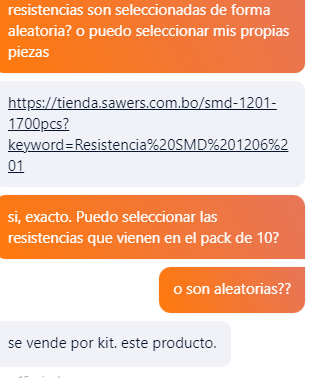 resistencias son seleccionadas de forma
aleatoria? o puedo seleccionar mis propias
piezas
https://tienda.sawers.com.bo/smd-1201-
1700pcs?
keyword=Resistencia%20SMD%201206%2
01
si, exacto. Puedo seleccionar las
resistencias que vienen en el pack de 10?
o son aleatorias??
se vende por kit. este producto.